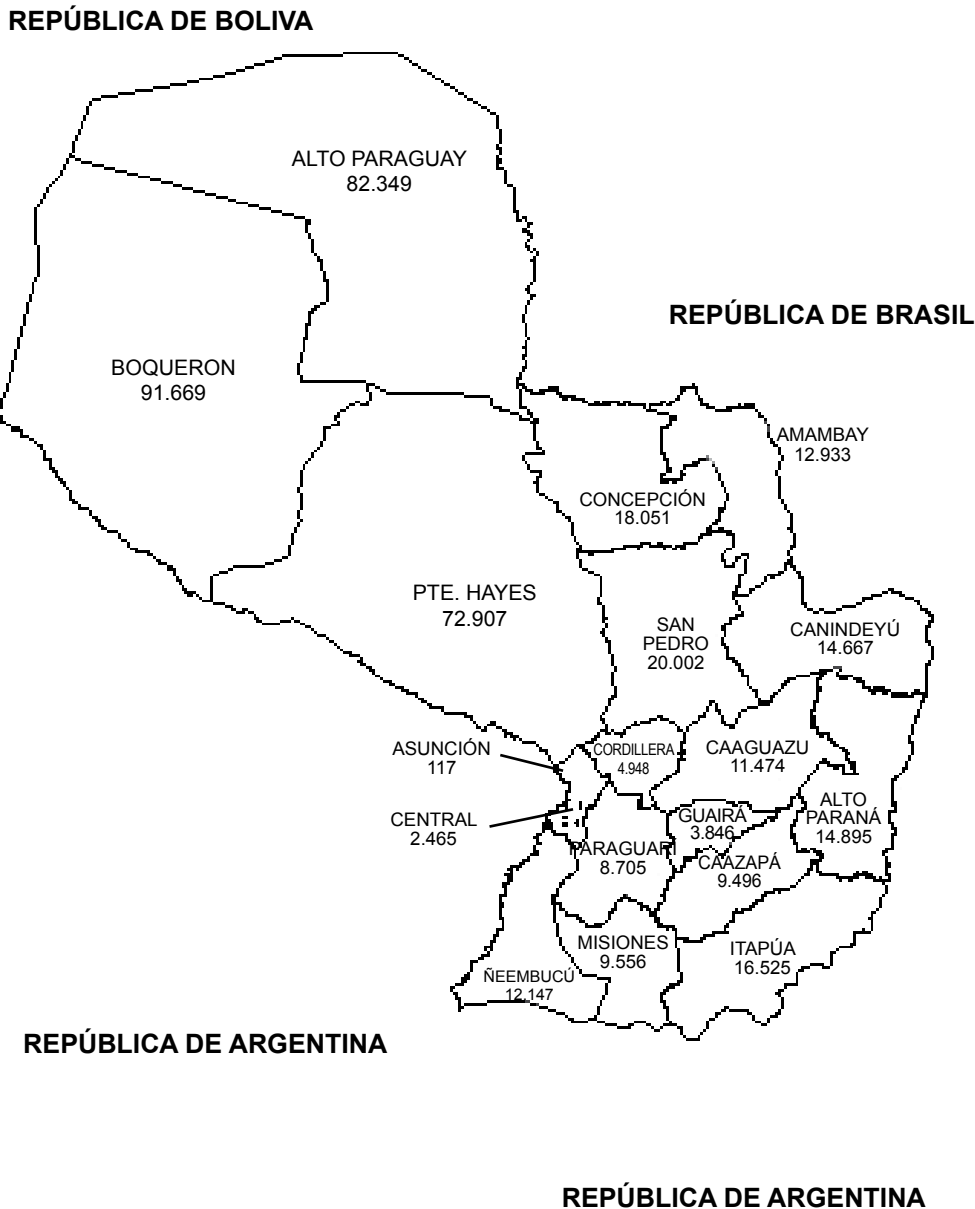 REPÚBLICA DE BOLIVA
ALTO PARAGUAY
82.349
REPÚBLICA DE BRASIL
BOQUERON
91.669
AMAMBAY
12.933
CONCEPCIÓN
18.051
PTE. HAYES
72.907
SAN
PEDRO
20.002
CANINDEYÚ
14.667
ASUNCIÓN
117
CORDILLERA
4.948
CAAGUAZU
11.474
CENTRAL
2.465
GUAIRÁ
3.846
ALTO
PARANÁ
14.895
PARAGUARÍ
8.705
CAAZAPÁ
9.496
MISIONES
9.556
ITAPÚA
16.525
ÑEEMBUCÚ
12.147
REPÚBLICA DE ARGENTINA
REPÚBLICA DE ARGENTINA